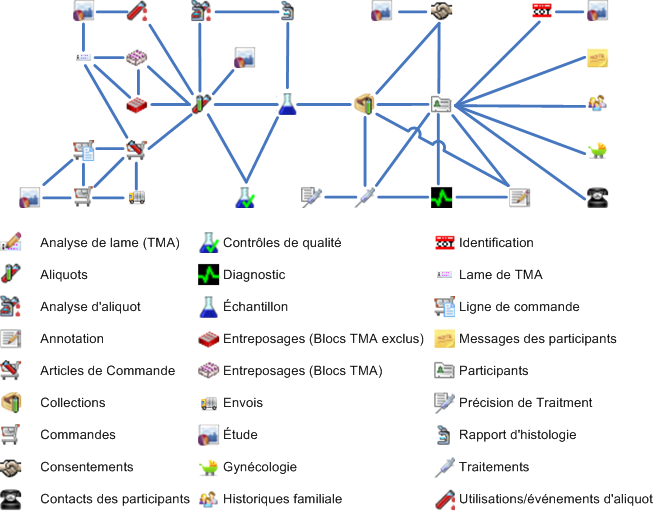 Analyse de lame (TMA) Contrôles de qualité Identification
Aliquots Diagnostic Lame de TMA
Analyse d'aliquot Échantillon Ligne de commande
Annotation Entreposages (Blocs TMA exclus) Messages des participants
Articles de Commande Entreposages (Blocs TMA) Participants
Collections Envois Précision de Traitment
Commandes Étude Rapport d'histologie
Consentements Gynécologie Traitements
Contacts des participants Historiques familiale Utilisations/événements d'aliquot